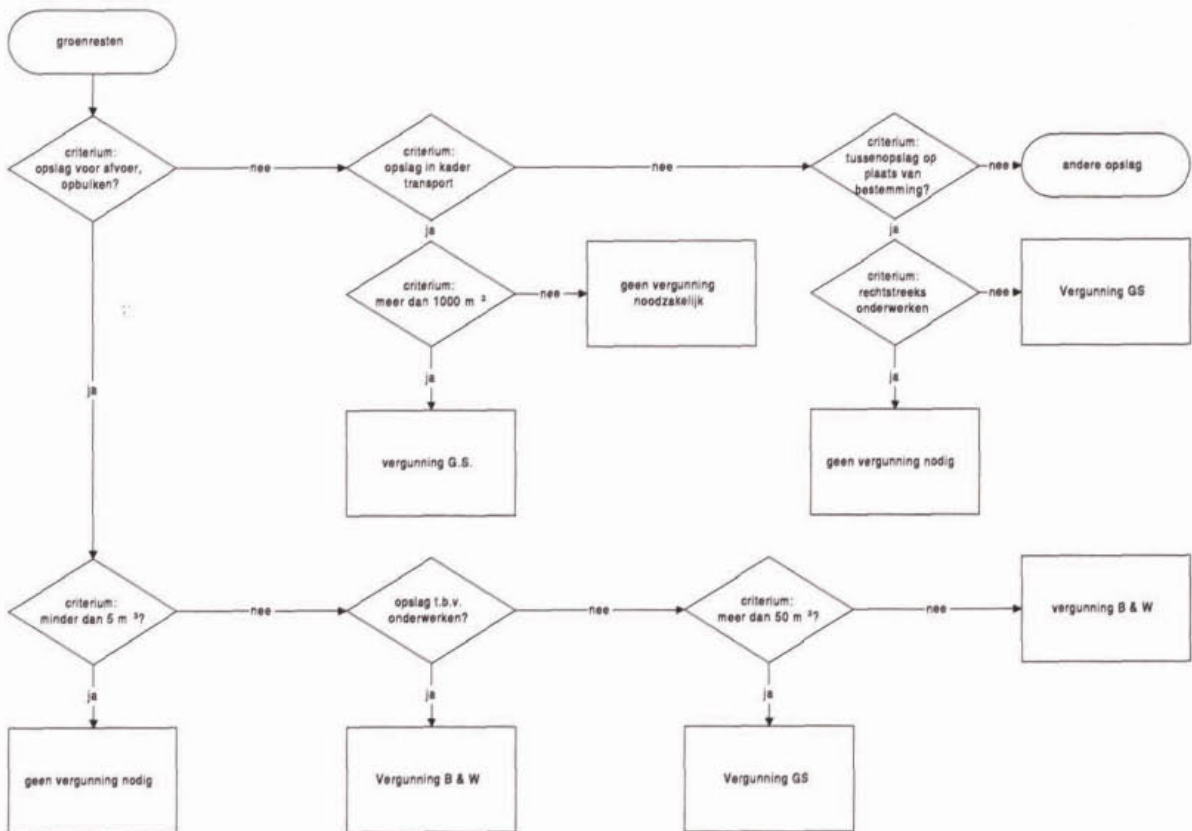 groenresten
criterium:
opslag voor afvoer,
opbulken?
nee
criterium:
opslag in kader
transport
nee
criterium:
tussenopslag op
plaats van
bestemming?
nee
andere opslag
ja
ja
criterium:
meer dan 1000 m ³
nee
geen vergunning
noodzakelijk
criterium:
rechtstreeks
onderwerken
nee
Vergunning GS
ja
ja
ja
vergunning G.S.
geen vergunning nodig
criterium:
minder dan 5 m ³?
nee
opslag t.b.v.
onderwerken?
nee
criterium:
meer dan 50 m ³?
nee
vergunning B & W
ja
ja
ja
geen vergunning nodig
Vergunning B & W
Vergunning GS